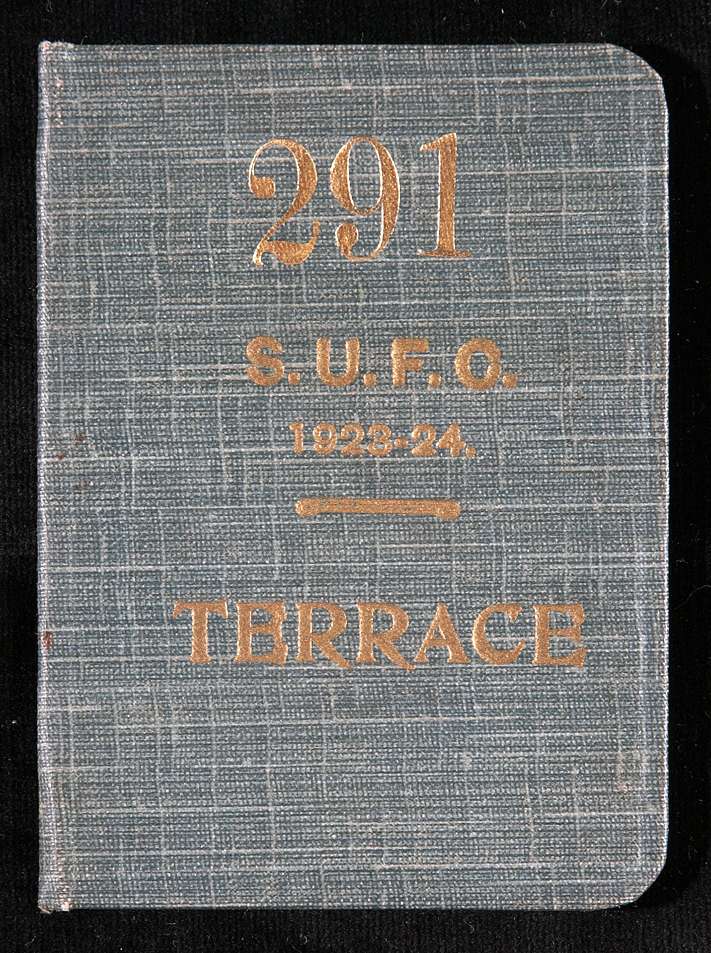 291
S.U.F.O.
1923-24.
TERRACE